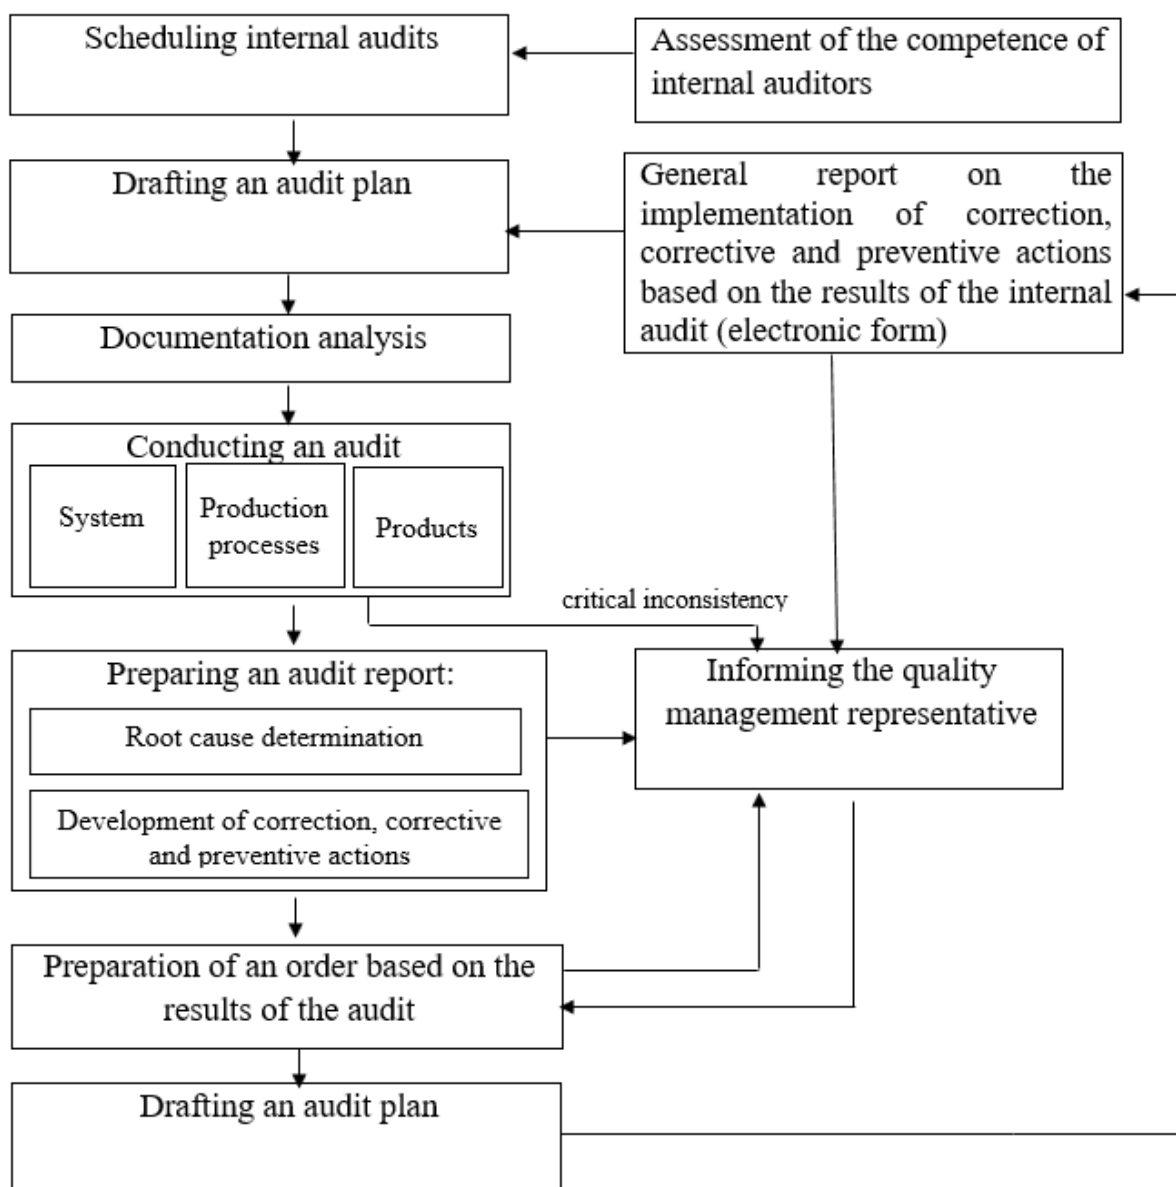 Scheduling internal audits
Assessment of the competence of
internal auditors
Drafting an audit plan
General report on the
implementation of correction,
corrective and preventive actions
based on the results of the internal
audit (electronic form)
Documentation analysis
Conducting an audit
System
Production
processes
Products
critical inconsistency
Preparing an audit report:
Root cause determination
Development of correction, corrective
and preventive actions
Informing the quality
management representative
Preparation of an order based on the
results of the audit
Drafting an audit plan